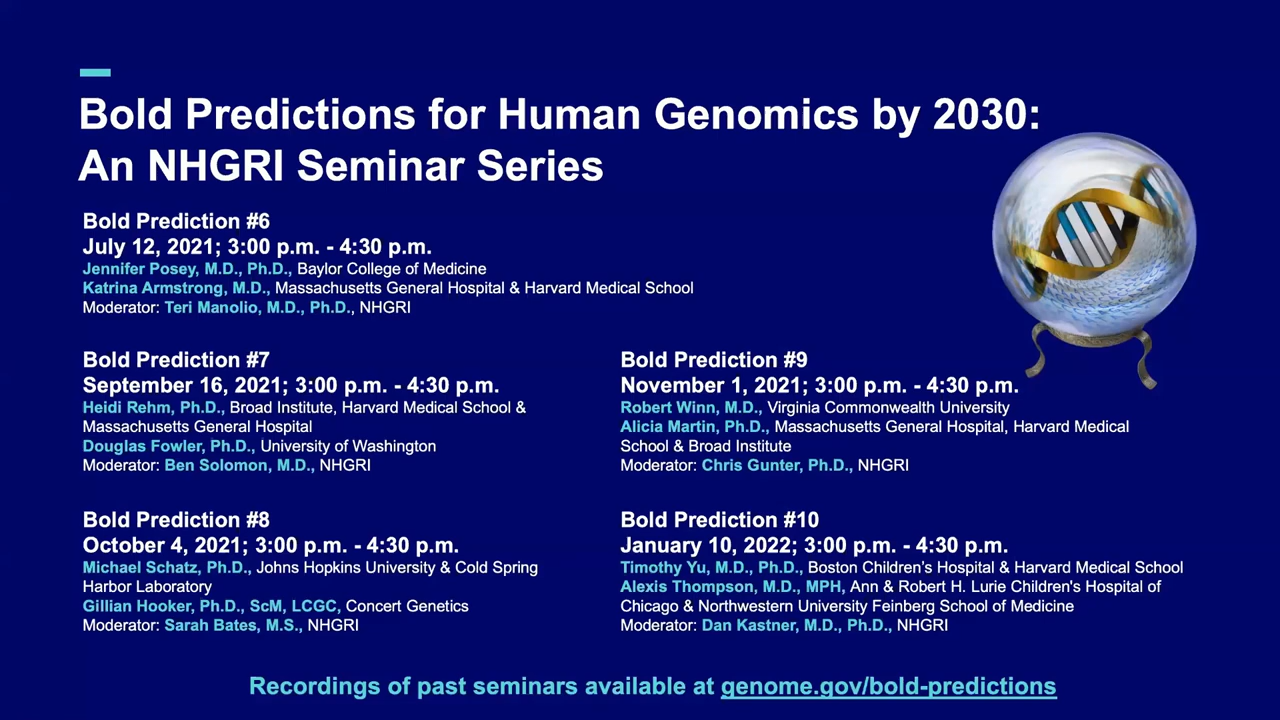 Bold Predictions for Human Genomics by 2030:
An NHGRI Seminar Series
Bold Prediction #6
July 12, 2021; 3:00 p.m. - 4:30 p.m.
Jennifer Posey, M.D., Ph.D., Baylor College of Medicine
Katrina Armstrong, M.D., Massachusetts General Hospital & Harvard Medical School
Moderator: Teri Manolio, M.D., Ph.D., NHGRI
Bold Prediction #7
September 16, 2021; 3:00 p.m. - 4:30 p.m.
Heidi Rehm, Ph.D., Broad Institute, Harvard Medical School &
Massachusetts General Hospital
Douglas Fowler, Ph.D., University of Washington
Moderator: Ben Solomon, M.D., NHGRI
Bold Prediction #8
October 4, 2021; 3:00 p.m. - 4:30 p.m.
Michael Schatz, Ph.D., Johns Hopkins University & Cold Spring
Harbor Laboratory
Gillian Hooker, Ph.D., ScM, LCGC, Concert Genetics
Moderator: Sarah Bates, M.S., NHGRI
Bold Prediction #9
November 1, 2021; 3:00 p.m. - 4:30 p.m.
Robert Winn, M.D., Virginia Commonwealth University
Alicia Martin, Ph.D., Massachusetts General Hospital, Harvard Medical
School & Broad Institute
Moderator: Chris Gunter, Ph.D., NHGRI
Bold Prediction #10
January 10, 2022; 3:00 p.m. - 4:30 p.m.
Timothy Yu, M.D., Ph.D., Boston Children's Hospital & Harvard Medical School
Alexis Thompson, M.D., MPH, Ann & Robert H. Lurie Children's Hospital of
Chicago & Northwestern University Feinberg School of Medicine
Moderator: Dan Kastner, M.D., Ph.D., NHGRI
Recordings of past seminars available at genome.gov/bold-predictions